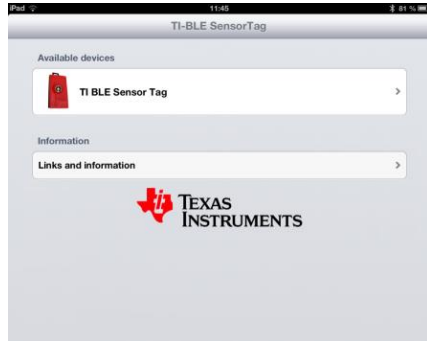 iPad 11:45 81 %
TI-BLE SensorTag
Available devices
TI BLE Sensor Tag
Information
Links and information
TEXAS
INSTRUMENTS